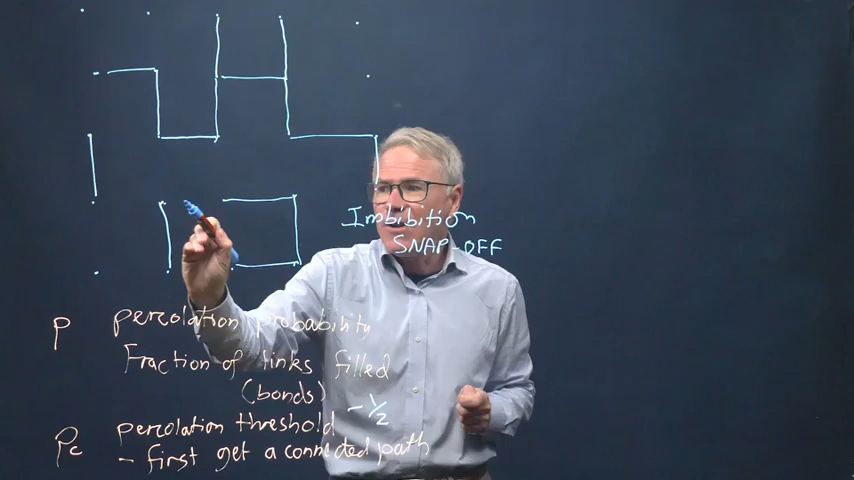 Imbibition
SNAP-OFF
P percolation probability
Fraction of links filled
(bonds)
Pc percolation threshold - 1/2
- first get a connected path